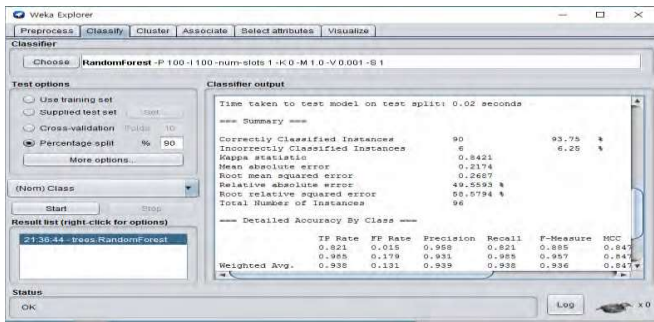 Weka Explorer
Preprocess Classify Cluster Associate Select attributes Visualize
Classifier
Choose RandomForest -P 100 -I 100 -num-slots 1 -K 0 -M 1.0 -V 0.001 -S 1
Test options
Use training set
Supplied test set Set...
Cross-validation Folds 10
Percentage split % 90
More options...
(Nom) Class
Start Stop
Result list (right-click for options)
21:36:44 - trees.RandomForest
Classifier output
Time taken to test model on test split: 0.02 seconds
=== Summary ===
Correctly Classified Instances 90 93.75 %
Incorrectly Classified Instances 6 6.25 %
Kappa statistic 0.8421
Mean absolute error 0.2174
Root mean squared error 0.2687
Relative absolute error 49.5593 %
Root relative squared error 58.5794 %
Total Number of Instances 96
=== Detailed Accuracy By Class ===
TP Rate FP Rate Precision Recall F-Measure MCC
0.821 0.015 0.958 0.821 0.885 0.847
0.985 0.179 0.931 0.985 0.957 0.847
Weighted Avg. 0.938 0.131 0.939 0.938 0.936 0.847
Status
OK
Log x 0